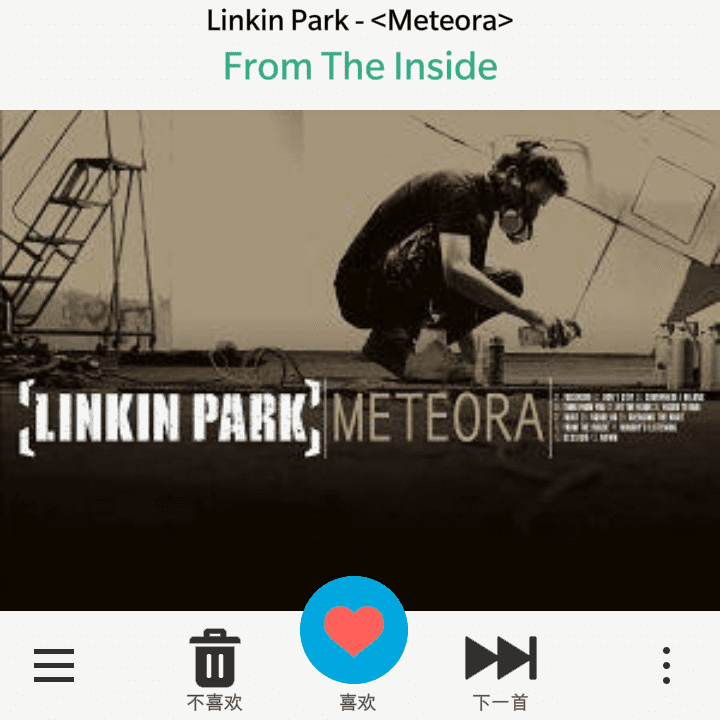 Linkin Park - <Meteora>
From The Inside
[LINKIN PARK] METEORA
不喜欢 喜欢 下一首